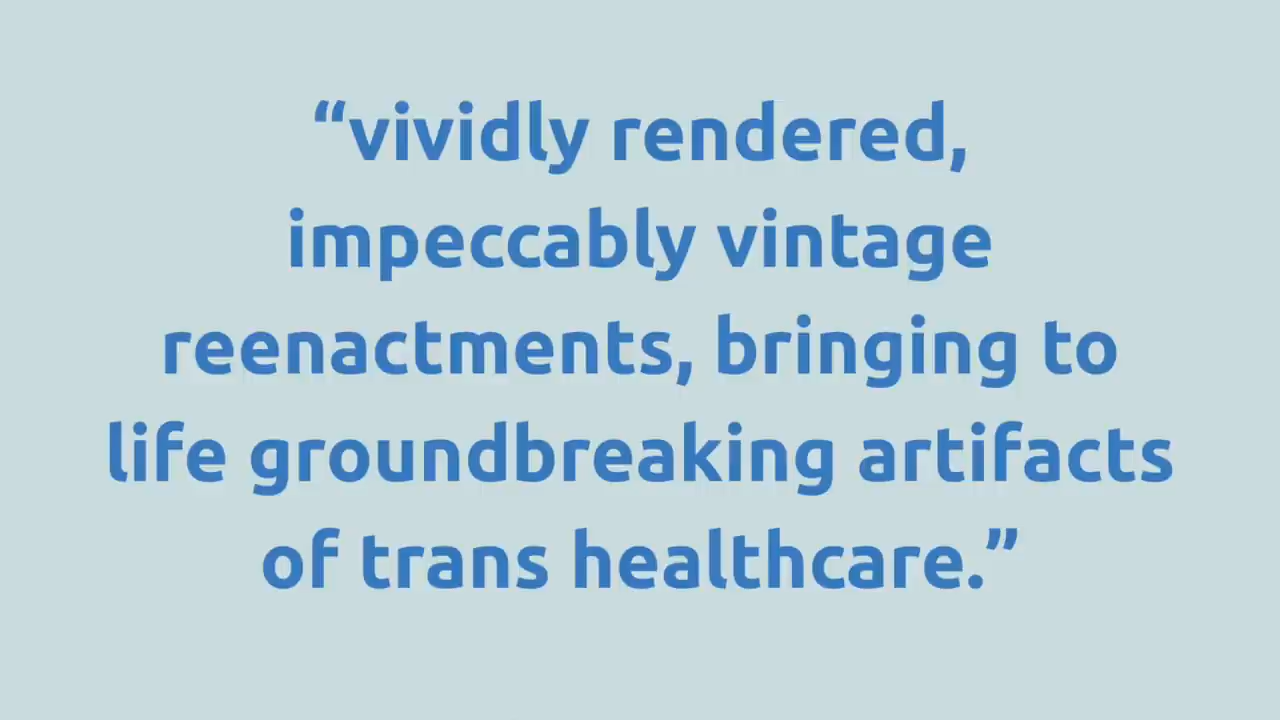 “vividly rendered,
impeccably vintage
reenactments, bringing to
life groundbreaking artifacts
of trans healthcare.”